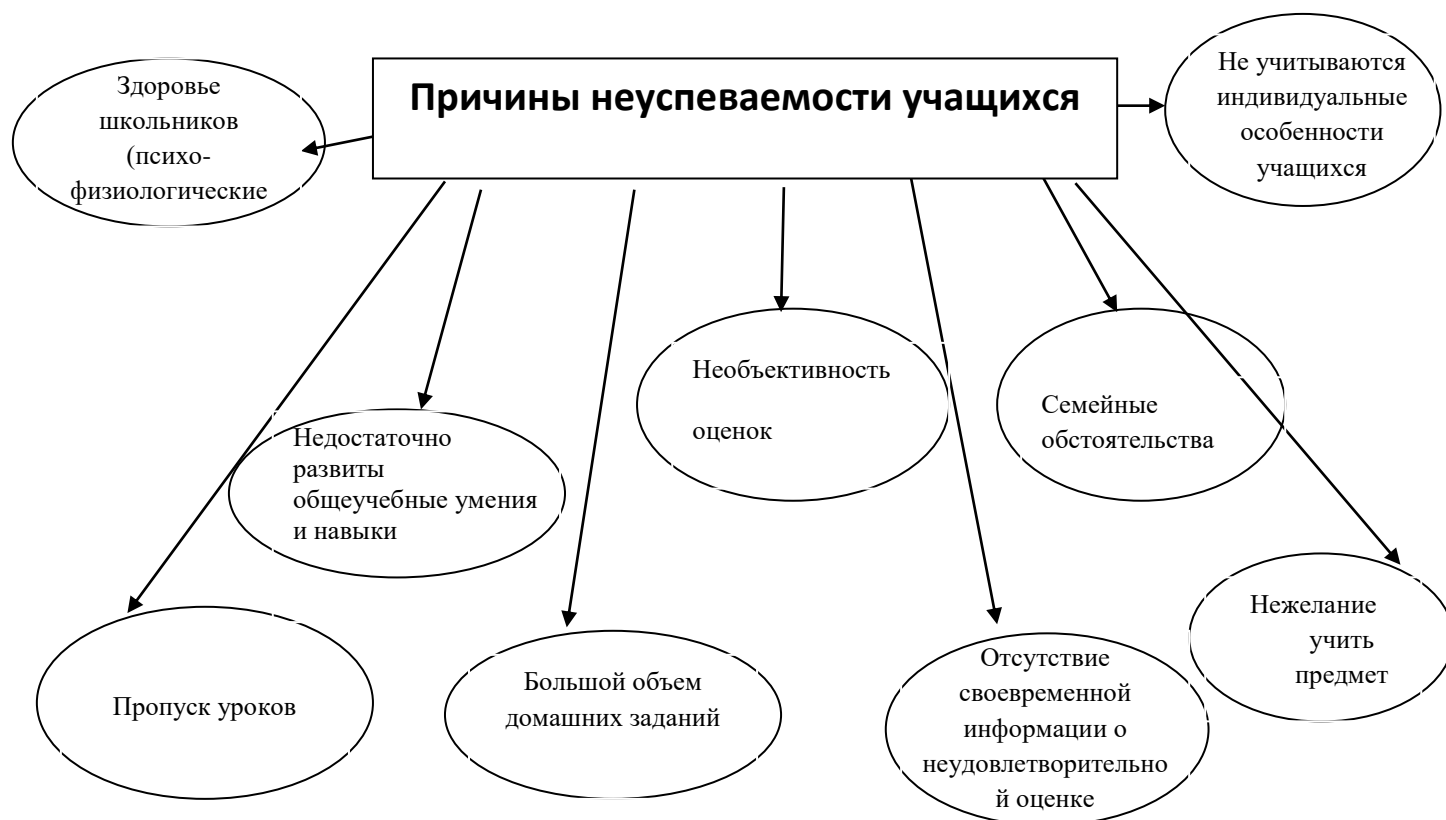 Причины неуспеваемости учащихся
Здоровье
школьников
(психо-
физиологические
Не учитываются
индивидуальные
особенности
учащихся
Недостаточно
развиты
общеучебные умения
и навыки
Необъективность
оценок
Семейные
обстоятельства
Пропуск уроков
Большой объем
домашних заданий
Отсутствие
своевременной
информации о
неудовлетворительно
й оценке
Нежелание
учить
предмет